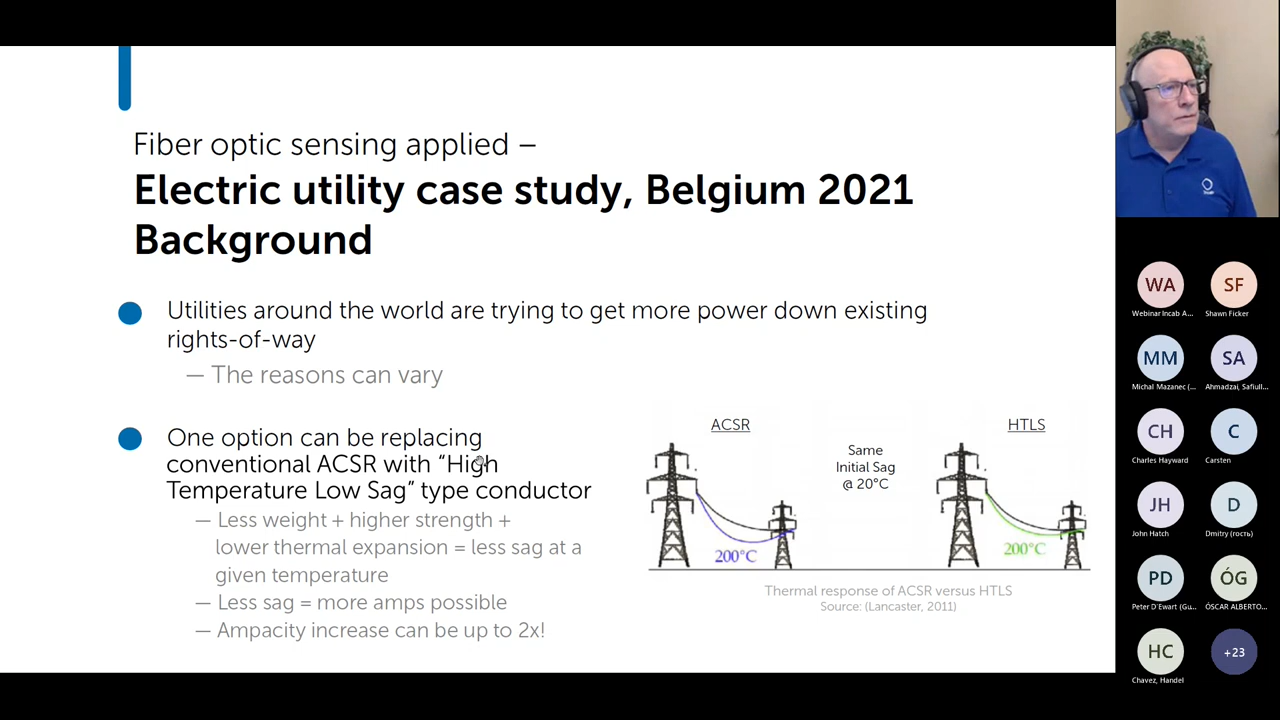 Fiber optic sensing applied –
Electric utility case study, Belgium 2021
Background
Utilities around the world are trying to get more power down existing
rights-of-way
— The reasons can vary
One option can be replacing
conventional ACSR with “High
Temperature Low Sag” type conductor
— Less weight + higher strength +
lower thermal expansion = less sag at a
given temperature
— Less sag = more amps possible
— Ampacity increase can be up to 2x!
ACSR
Same
Initial Sag
@ 20°C
HTLS
200°C
200°C
Thermal response of ACSR versus HTLS
Source: (Lancaster, 2011)
WA
SF
Webinar Incab A...
Shawn Ficker
MM
SA
Michal Mazanec (...
Ahmadzai, Safiull...
CH
C
Charles Hayward
Carsten
JH
D
John Hatch
Dmitry (гость)
PD
ÓG
Peter D'Ewart (Gu...
ÓSCAR ALBERTO...
HC
+23
Chavez, Handel